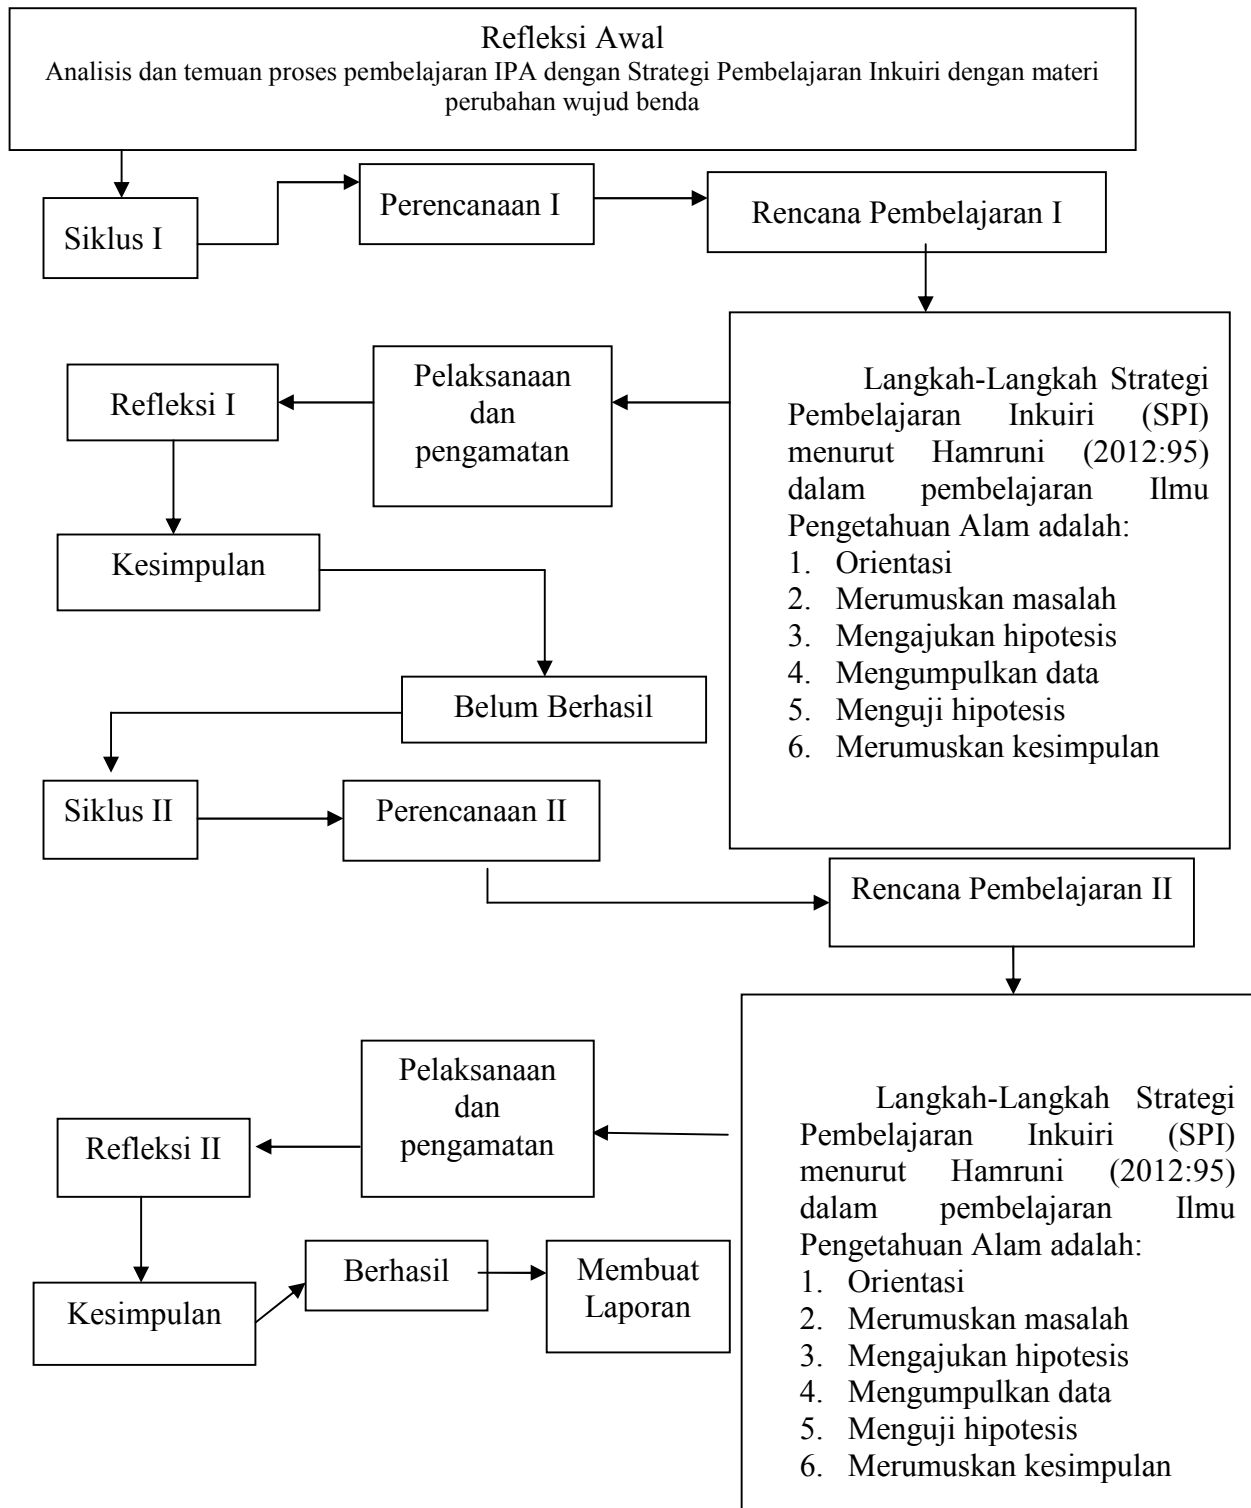 Refleksi Awal
Analisis dan temuan proses pembelajaran IPA dengan Strategi Pembelajaran Inkuiri dengan materi
perubahan wujud benda
Siklus I
Perencanaan I
Rencana Pembelajaran I
Langkah-Langkah Strategi
Pembelajaran Inkuiri (SPI)
menurut Hamruni (2012:95)
dalam pembelajaran Ilmu
Pengetahuan Alam adalah:
1. Orientasi
2. Merumuskan masalah
3. Mengajukan hipotesis
4. Mengumpulkan data
5. Menguji hipotesis
6. Merumuskan kesimpulan
Pelaksanaan
dan
pengamatan
Refleksi I
Kesimpulan
Belum Berhasil
Siklus II
Perencanaan II
Rencana Pembelajaran II
Langkah-Langkah Strategi
Pembelajaran Inkuiri (SPI)
menurut Hamruni (2012:95)
dalam pembelajaran Ilmu
Pengetahuan Alam adalah:
1. Orientasi
2. Merumuskan masalah
3. Mengajukan hipotesis
4. Mengumpulkan data
5. Menguji hipotesis
6. Merumuskan kesimpulan
Pelaksanaan
dan
pengamatan
Refleksi II
Kesimpulan
Berhasil
Membuat
Laporan